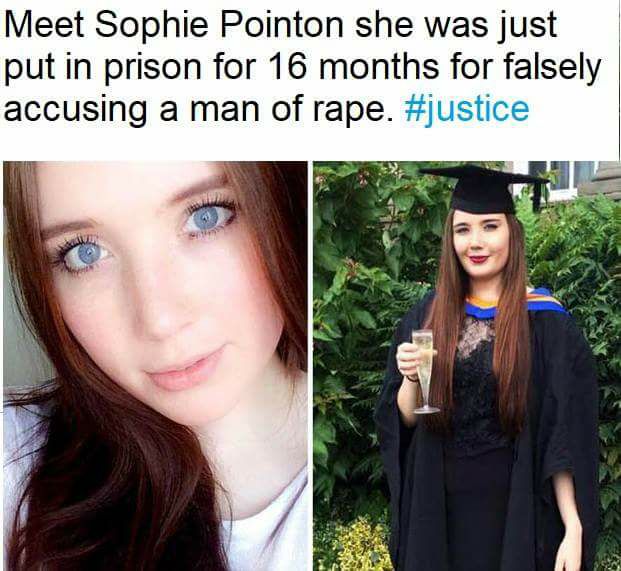 Meet Sophie Pointon she was just
put in prison for 16 months for falsely
accusing a man of rape. #justice